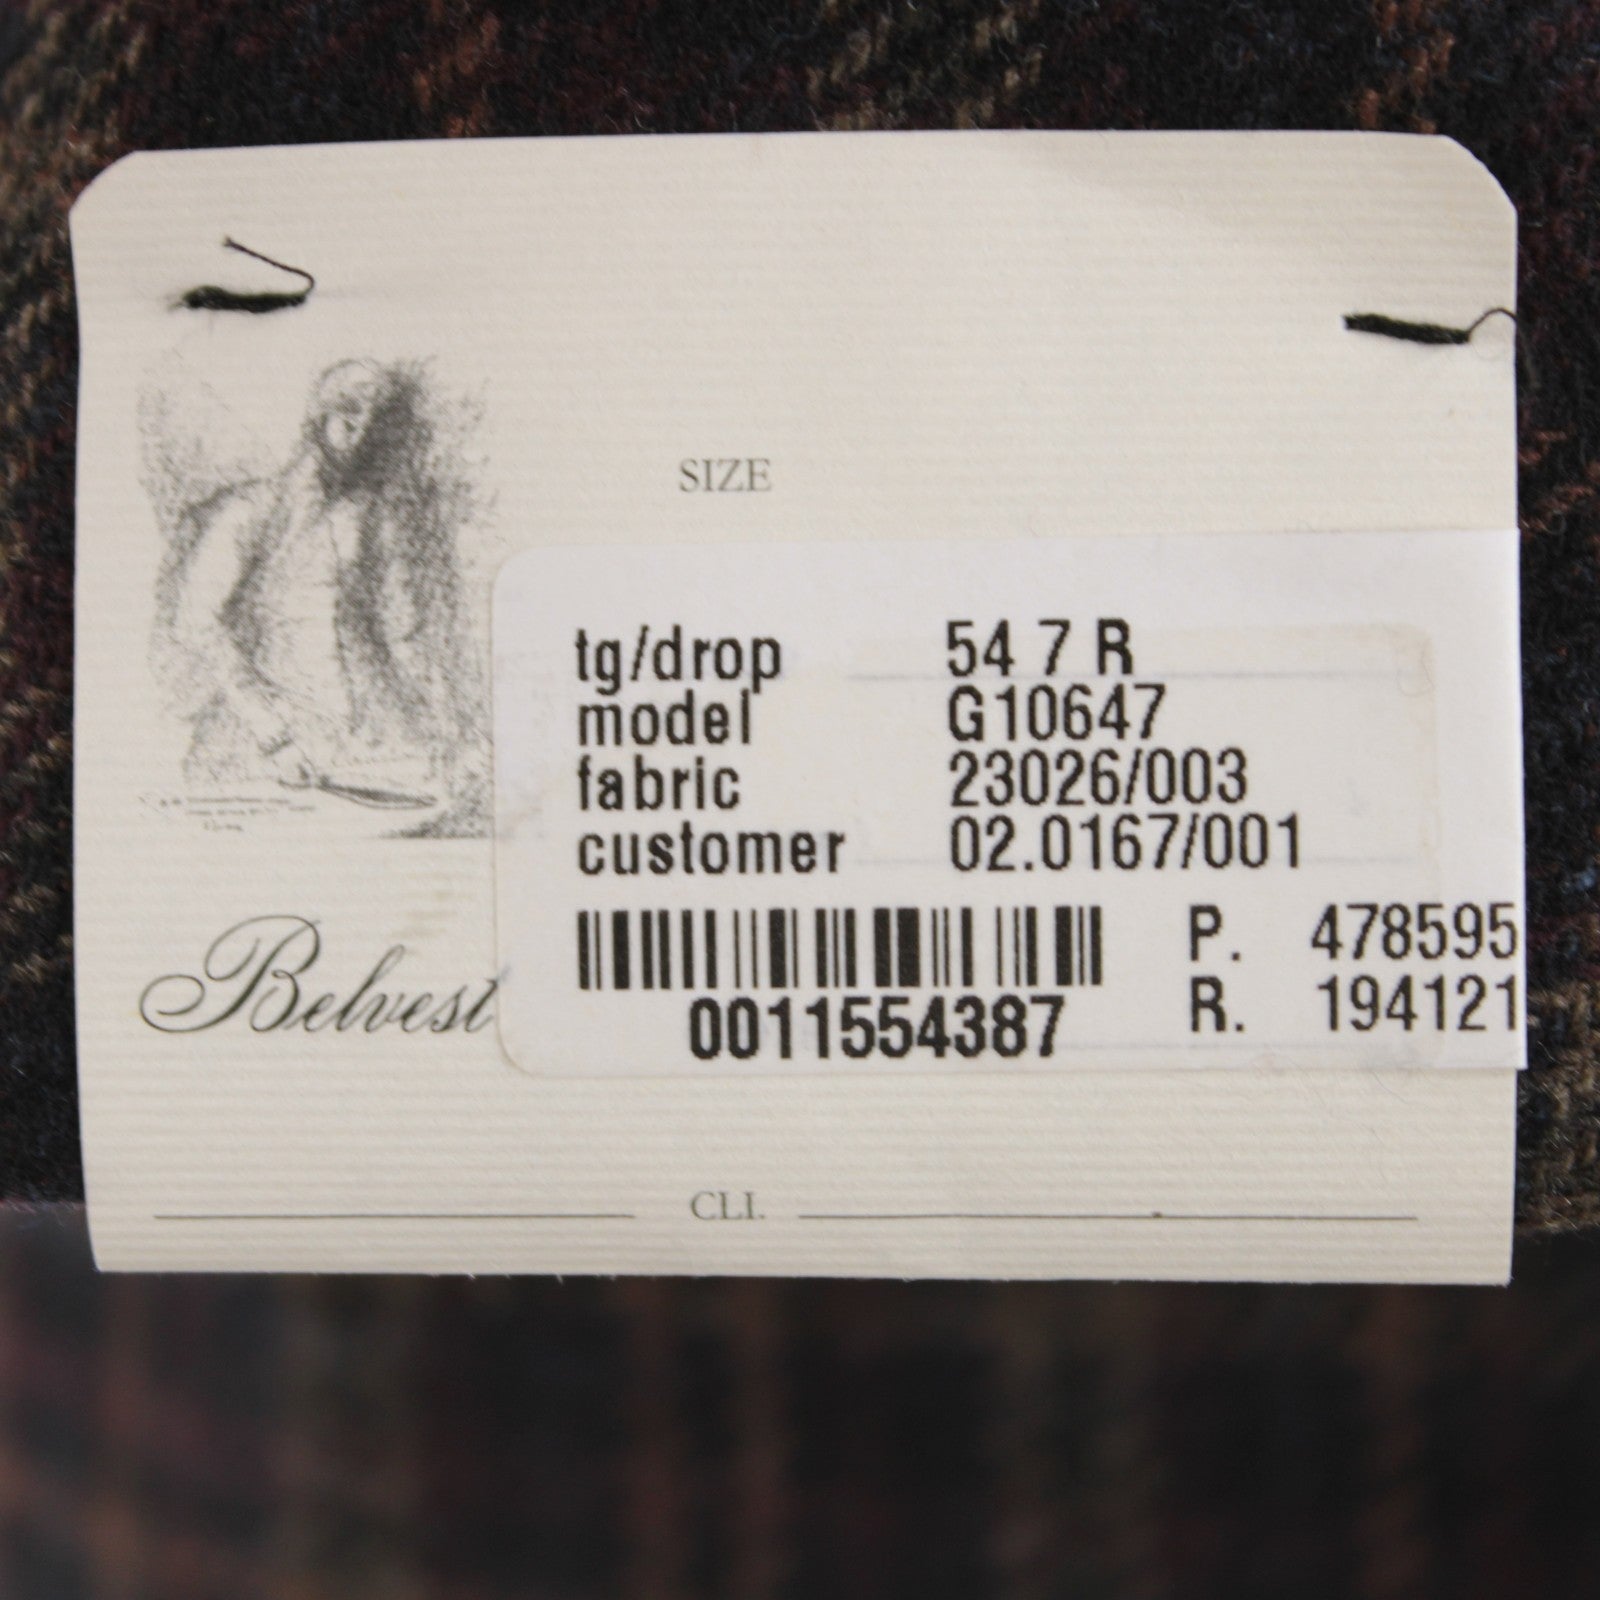 SIZE
tg/drop 54 7 R
model G10647
fabric 23026/003
customer 02.0167/001
P. 478595
Belvest
R. 194121
0011554387
CLI.